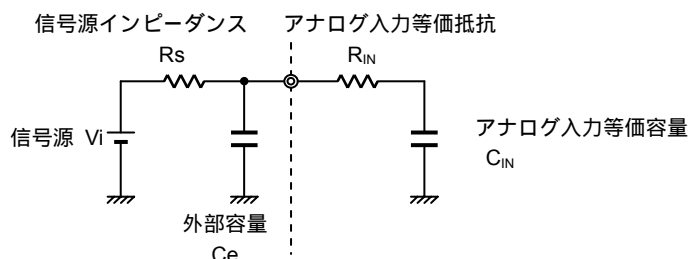 信号源インピーダンス
アナログ入力等価抵抗
Rs
RIN
信号源 Vi
アナログ入力等価容量
CIN
外部容量
Ce